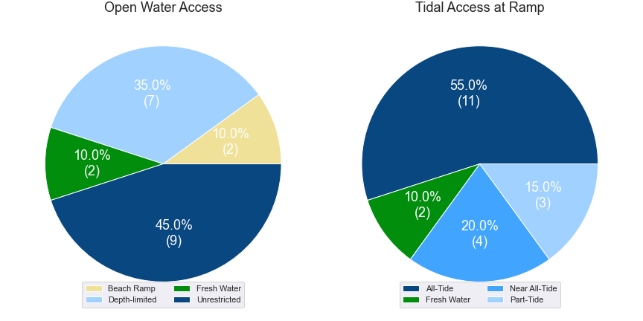 Open Water Access
35.0%
(7)
10.0%
(2)
10.0%
(2)
45.0%
(9)
Beach Ramp
Fresh Water
Depth-limited
Unrestricted
Tidal Access at Ramp
55.0%
(11)
10.0%
(2)
15.0%
(3)
20.0%
(4)
All-Tide
Near All-Tide
Fresh Water
Part-Tide